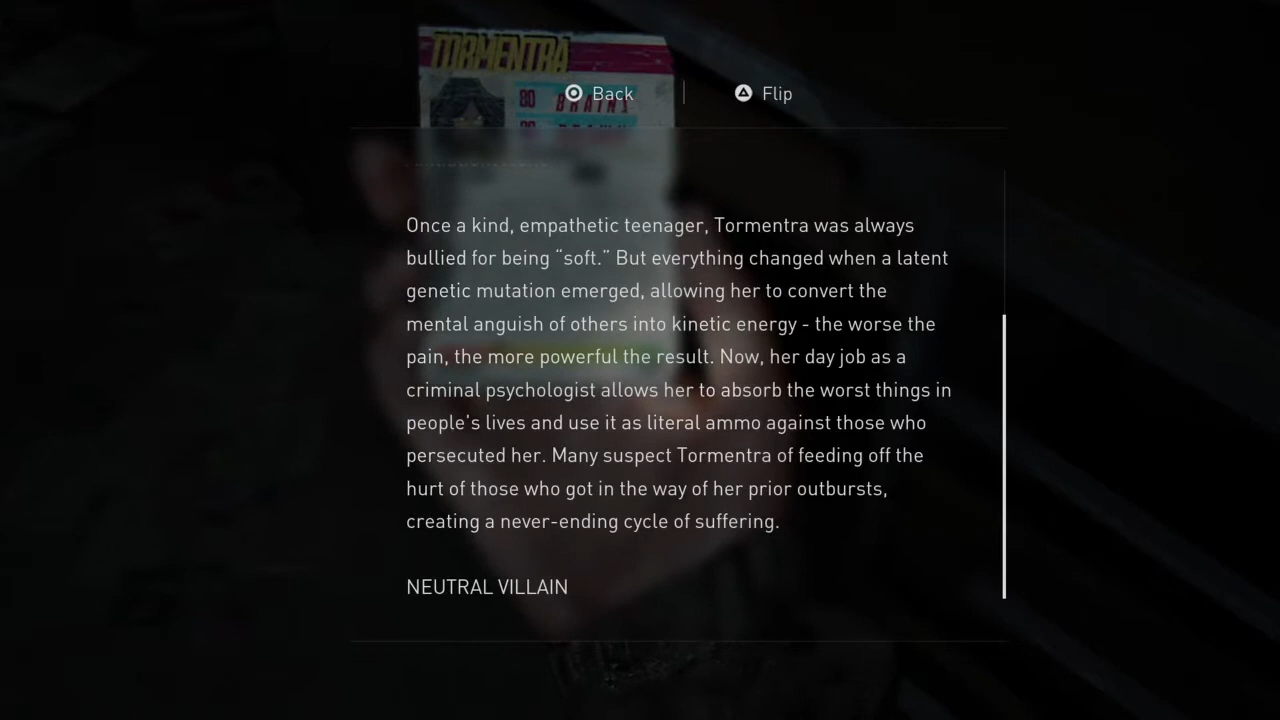 TORMENTRA
Back
Flip
80 BRAINS
Once a kind, empathetic teenager, Tormentra was always
bullied for being “soft.” But everything changed when a latent
genetic mutation emerged, allowing her to convert the
mental anguish of others into kinetic energy - the worse the
pain, the more powerful the result. Now, her day job as a
criminal psychologist allows her to absorb the worst things in
people's lives and use it as literal ammo against those who
persecuted her. Many suspect Tormentra of feeding off the
hurt of those who got in the way of her prior outbursts,
creating a never-ending cycle of suffering.
NEUTRAL VILLAIN